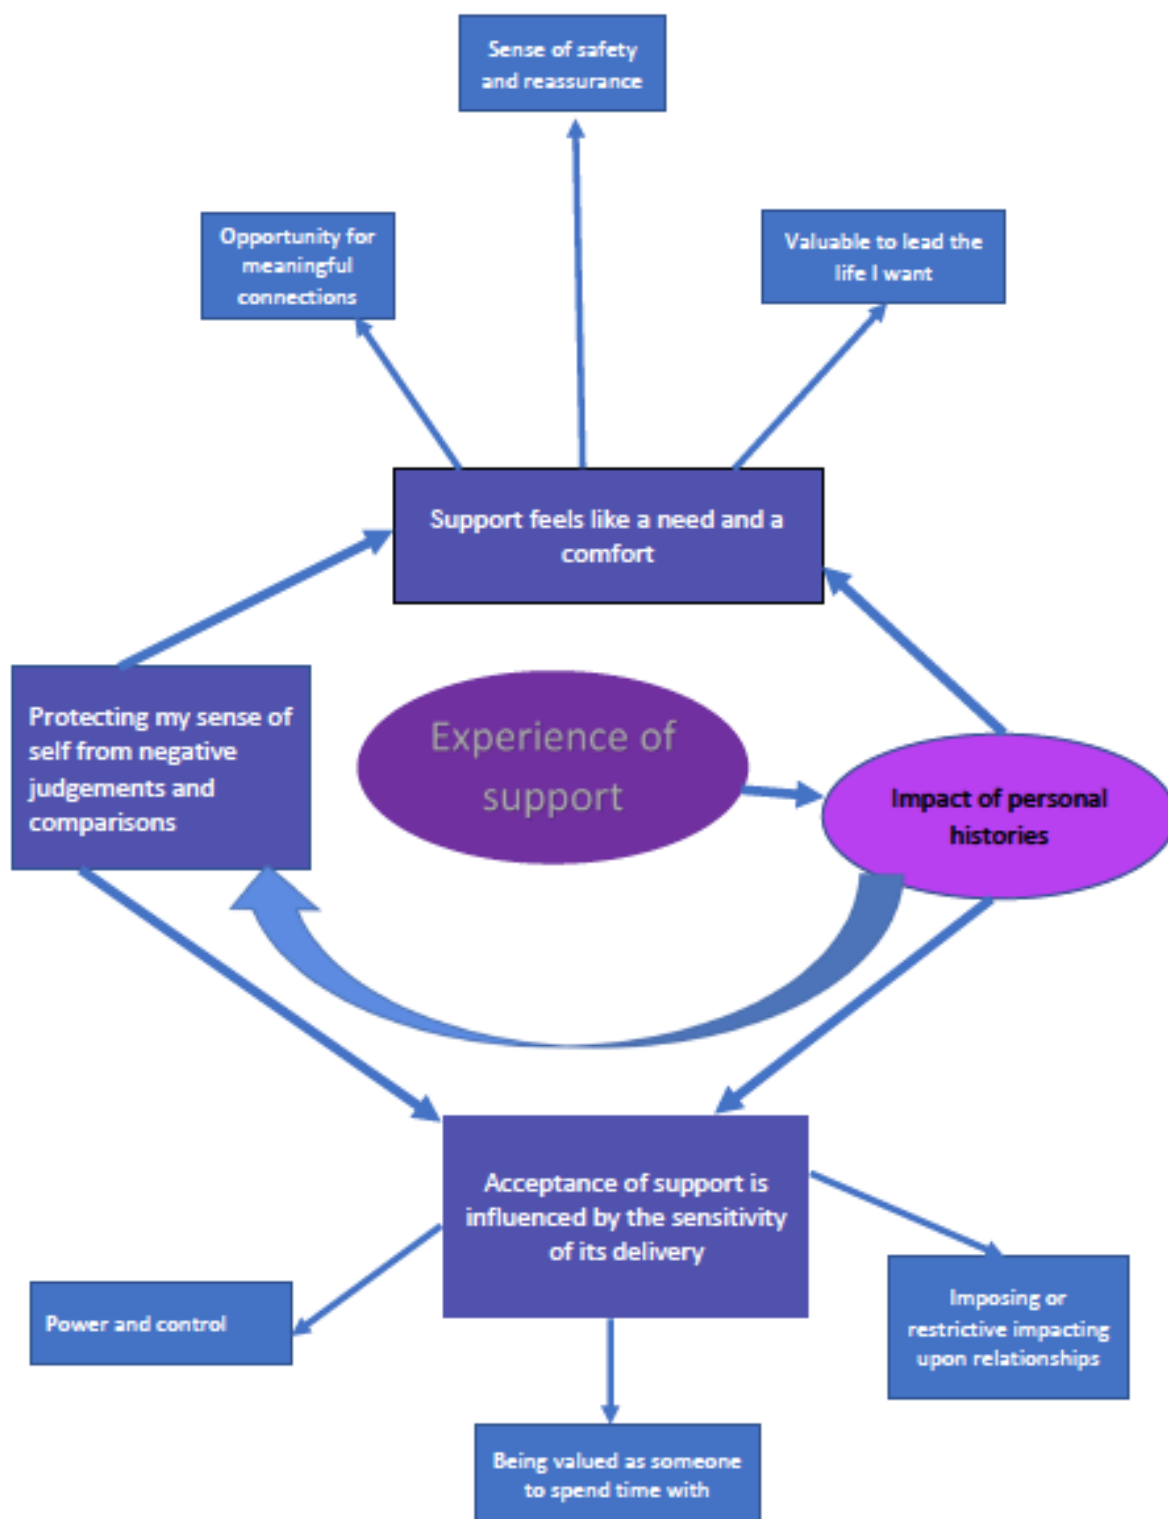 Sense of safety
and reassurance
Opportunity for
meaningful
connections
Valuable to lead the
life I want
Support feels like a need and a
comfort
Protecting my sense of
self from negative
judgements and
comparisons
Experience of
support
Impact of personal
histories
Acceptance of support is
influenced by the sensitivity
of its delivery
Power and control
Imposing or
restrictive impacting
upon relationships
Being valued as someone
to spend time with